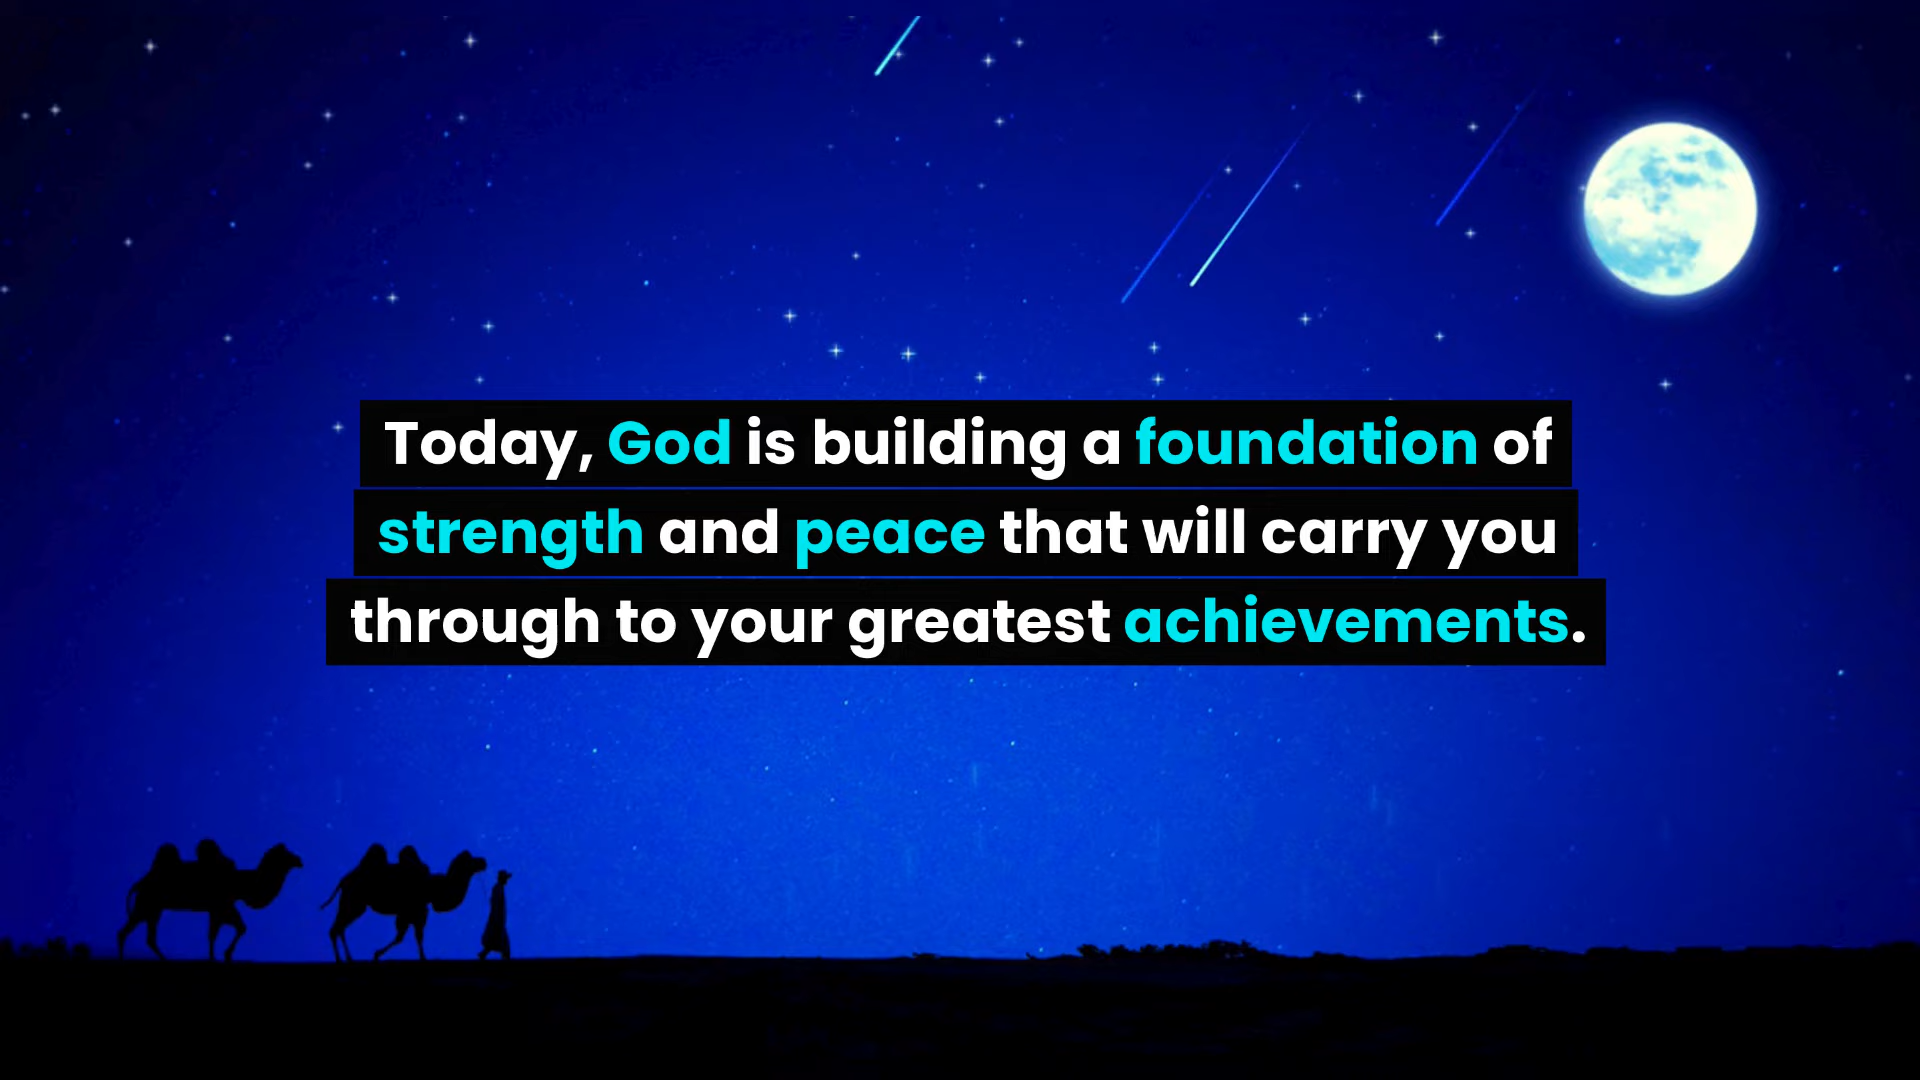 Today, God is building a foundation of
strength and peace that will carry you
through to your greatest achievements.